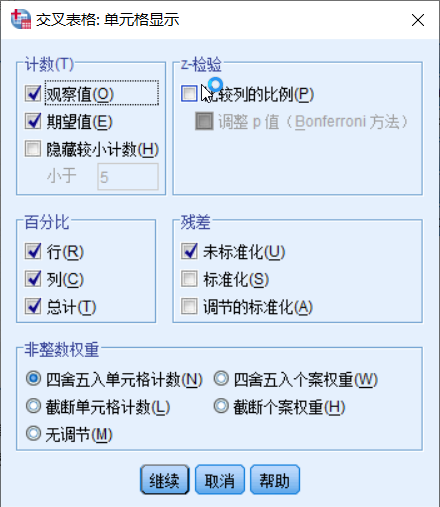 交叉表格: 单元格显示
计数(T)
观察值(O)
期望值(E)
隐藏较小计数(H)
小于 5
z-检验
较列的比例(P)
调整 p 值（Bonferroni 方法）
百分比
行(R)
列(C)
总计(T)
残差
未标准化(U)
标准化(S)
调节的标准化(A)
非整数权重
四舍五入单元格计数(N) 四舍五入个案权重(W)
截断单元格计数(L) 截断个案权重(H)
无调节(M)
继续 取消 帮助